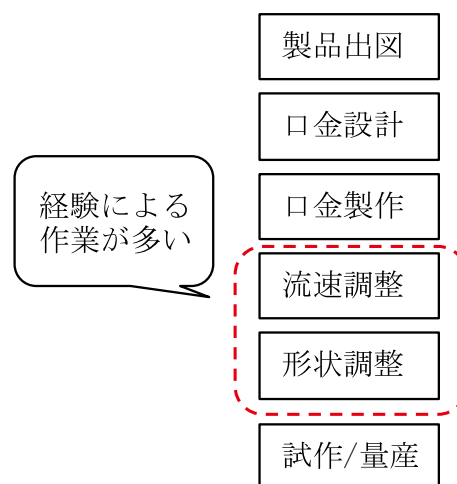 製品出図
口金設計
口金製作
経験による
作業が多い
流速調整
形状調整
試作/量産